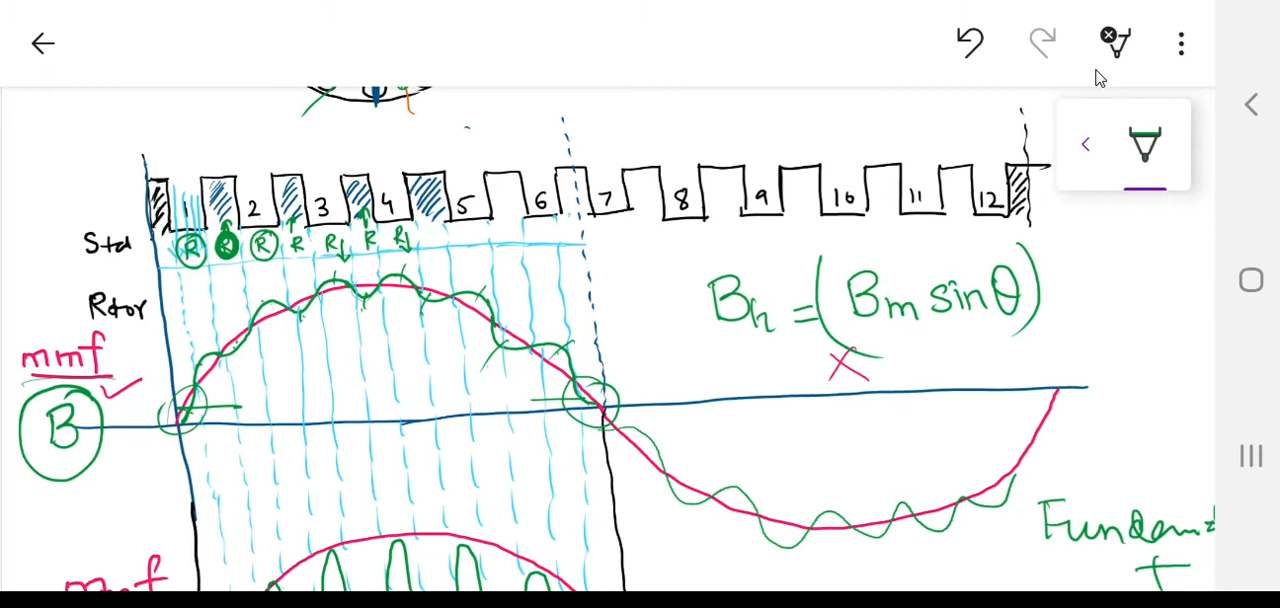 1 2 3 4 5 6 7 8 9 10 11 12
Std R R R R R↓ R R↓
Rtor
Bh = (Bm sinθ)
×
mmf
B
Fundam
mmf